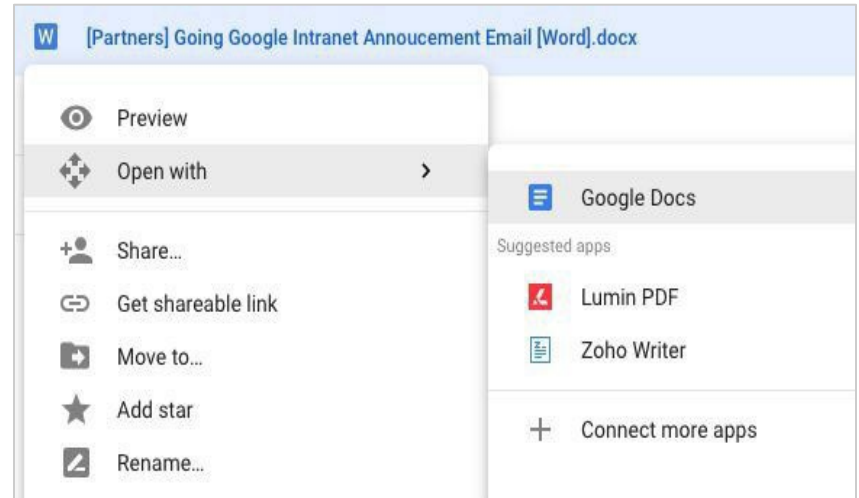 W [Partners] Going Google Intranet Annoucement Email [Word].docx
Preview
Open with
Share...
Get shareable link
Move to...
Add star
Rename...
Google Docs
Suggested apps
Lumin PDF
Zoho Writer
Connect more apps